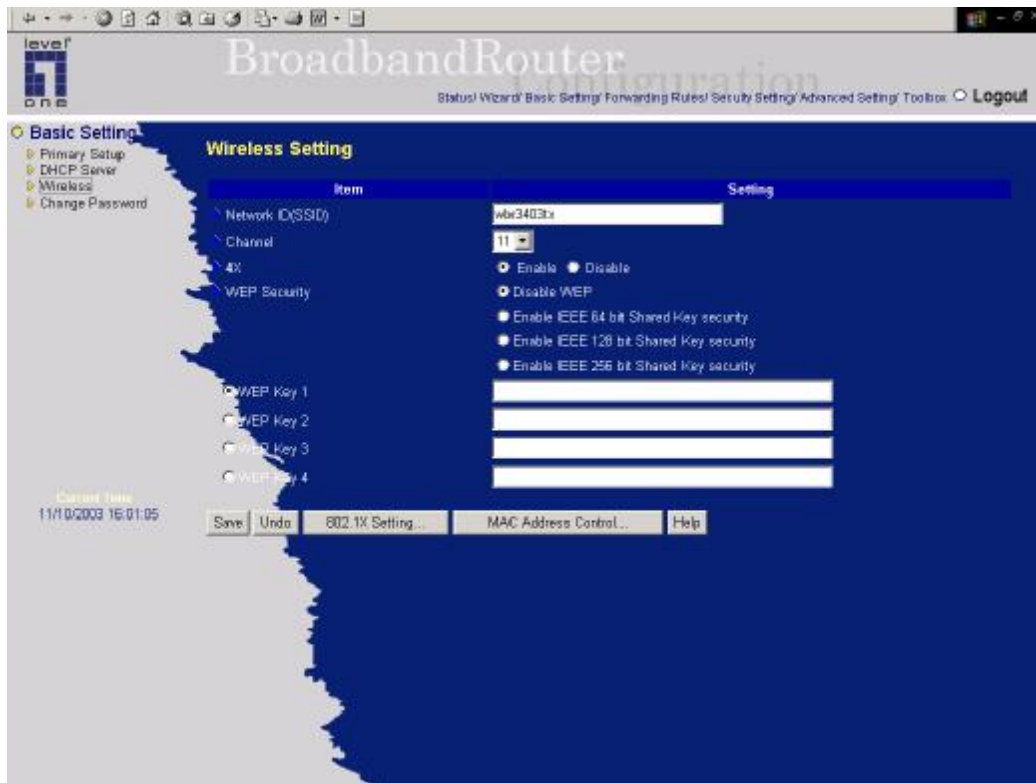 level
one
BroadbandRouter
Configuration
Status/ Wizard/ Basic Setting/ Forwarding Rules/ Security Setting/ Advanced Setting/ Toolbox Logout
Basic Setting
Primary Setup
DHCP Server
Wireless
Change Password
Wireless Setting
Item Setting
Network ID(SSID) wbr3403tx
Channel 11
4X Enable Disable
WEP Security Disable WEP
Enable IEEE 64 bit Shared Key security
Enable IEEE 128 bit Shared Key security
Enable IEEE 256 bit Shared Key security
WEP Key 1
WEP Key 2
WEP Key 3
WEP Key 4
Current Time
11/10/2003 16:01:05
Save Undo 802.1X Setting... MAC Address Control... Help